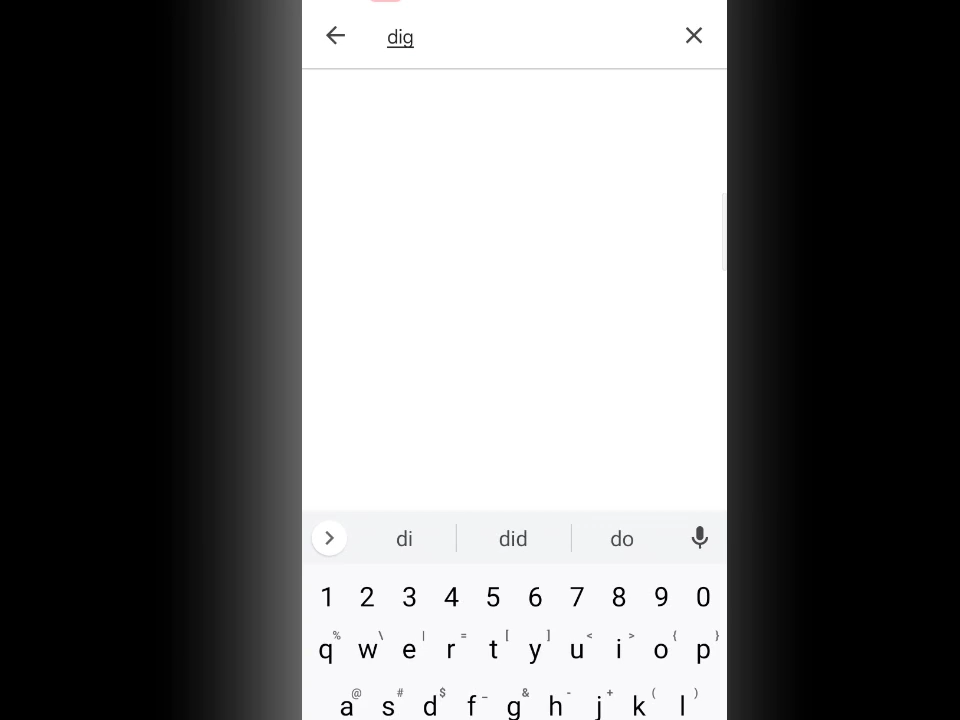 dig
di did do
1 2 3 4 5 6 7 8 9 0
% \ | = [ ] < > { }
q w e r t y u i o p
@ # $ _ & - + ( )
a s d f g h j k l